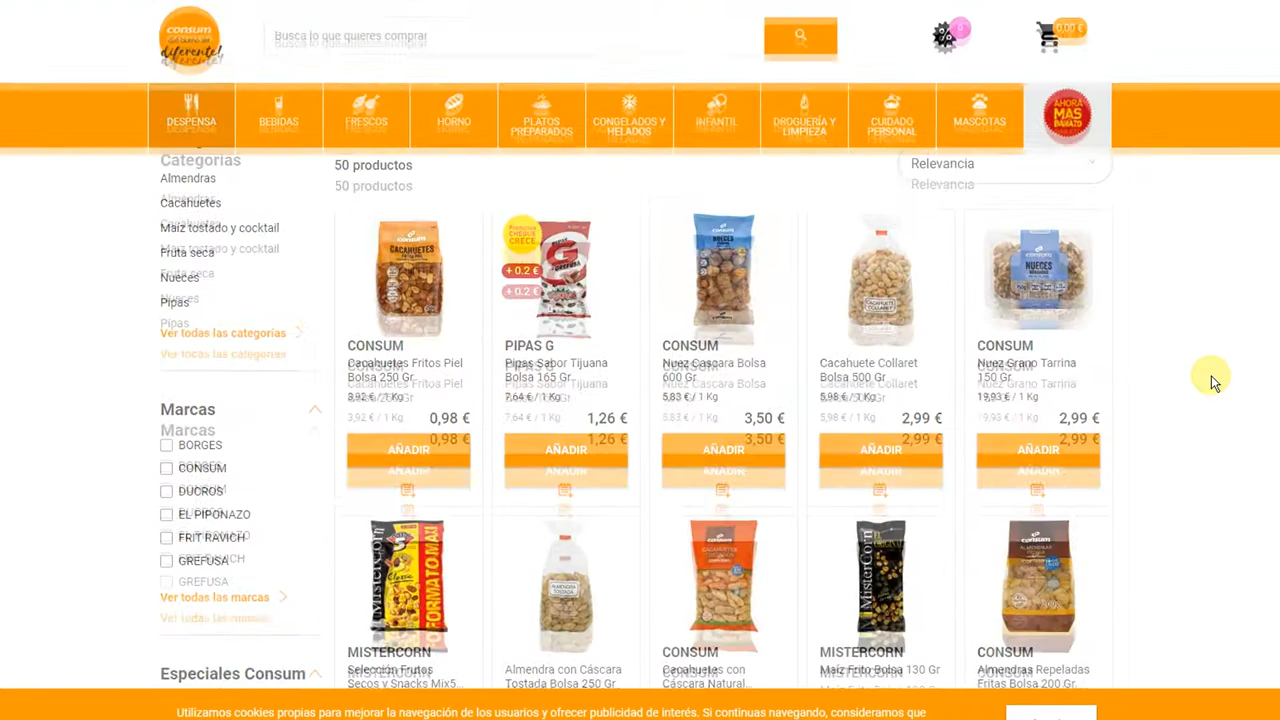 consum
diferente!
Busca lo que quieres comprar
0
0,00 €
DESPENSA
BEBIDAS
FRESCOS
HORNO
PLATOS
PREPARADOS
CONGELADOS Y
HELADOS
INFANTIL
DROGUERÍA Y
LIMPIEZA
CUIDADO
PERSONAL
MASCOTAS
AHORA
MÁS
BARATO
Categorías
Almendras
Cacahuetes
Maíz tostado y cocktail
Fruta seca
Nueces
Pipas
Ver todas las categorías
Marcas
BORGES
CONSUM
DUCROS
EL PIPONAZO
FRIT RAVICH
GREFUSA
Ver todas las marcas
Especiales Consum
50 productos
Relevancia
CONSUM
Cacahuetes Fritos Piel
Bolsa 250 Gr
3,92 € / 1 Kg
0,98 €
AÑADIR
+ 0.2 €
PIPAS G
Pipas Sabor Tijuana
Bolsa 165 Gr
7,64 € / 1 Kg
1,26 €
AÑADIR
CONSUM
Nuez Cascara Bolsa
600 Gr
5,83 € / 1 Kg
3,50 €
AÑADIR
Cacahuete Collaret
Bolsa 500 Gr
5,98 € / 1 Kg
2,99 €
AÑADIR
CONSUM
Nuez Grano Tarrina
150 Gr
19,93 € / 1 Kg
2,99 €
AÑADIR
MISTERCORN
Selección Frutos
Secos y Snacks Mix5...
Almendra con Cáscara
Tostada Bolsa 250 Gr
CONSUM
Cacahuetes con
Cáscara Natural...
MISTERCORN
Maíz Frito Bolsa 130 Gr
CONSUM
Almendras Repeladas
Fritas Bolsa 200 Gr
Utilizamos cookies propias para mejorar la navegación de los usuarios y ofrecer publicidad de interés. Si continuas navegando, consideramos que